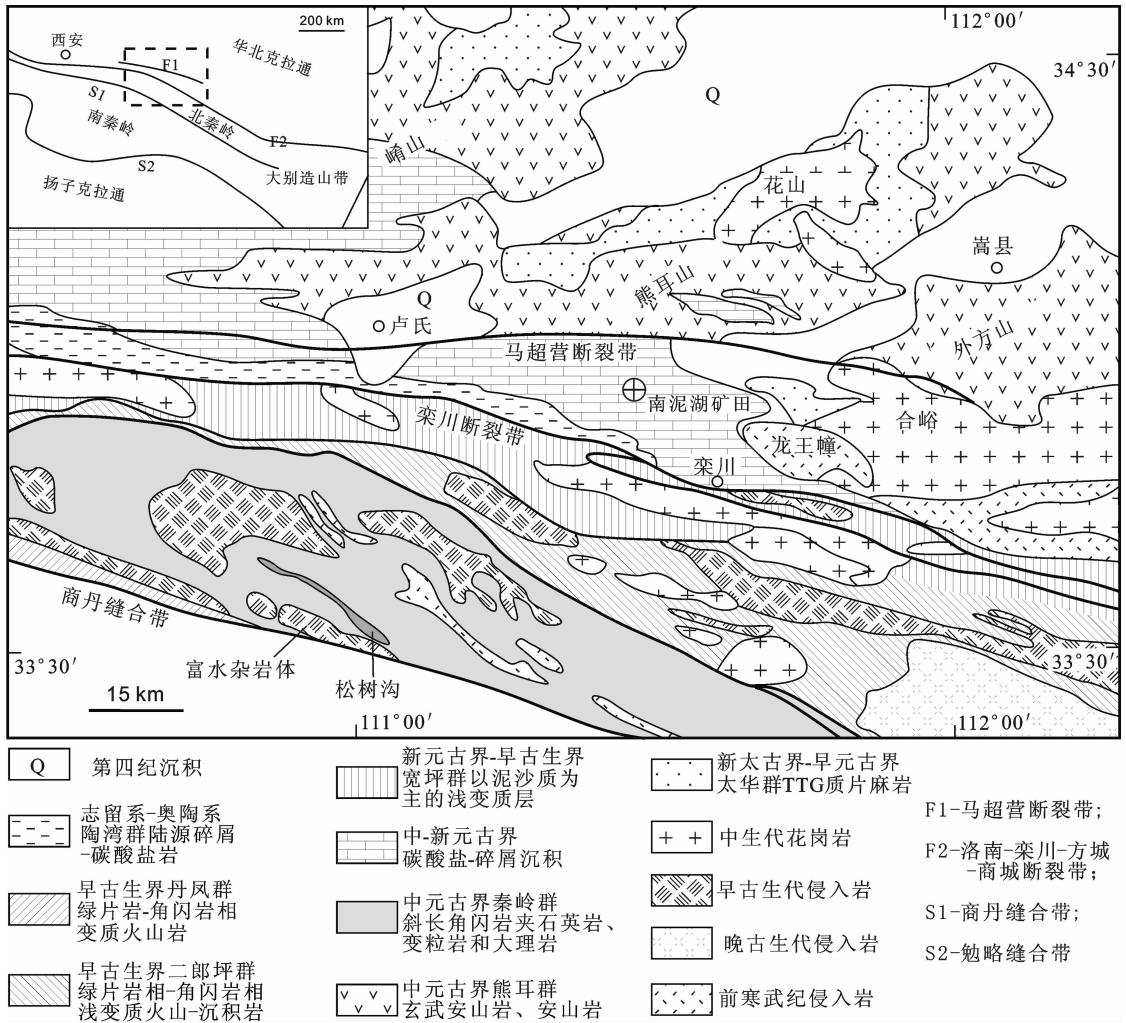 200 km
西安
F1
华北克拉通
S1
南秦岭
北秦岭
F2
S2
大别造山带
扬子克拉通
112°00′
34°30′
Q
崤山
花山
嵩县
熊耳山
Q
卢氏
外方山
马超营断裂带
南泥湖矿田
合峪
栾川断裂带
龙王㠉
栾川
商丹缝合带
33°30′
33°30′
富水杂岩体
松树沟
15 km
111°00′
112°00′
Q
第四纪沉积
志留系-奥陶系
陶湾群陆源碎屑
-碳酸盐岩
早古生界丹凤群
绿片岩-角闪岩相
变质火山岩
早古生界二郎坪群
绿片岩相-角闪岩相
浅变质火山-沉积岩
新元古界-早古生界
宽坪群以泥沙质为
主的浅变质层
中-新元古界
碳酸盐-碎屑沉积
中元古界秦岭群
斜长角闪岩夹石英岩、
变粒岩和大理岩
中元古界熊耳群
玄武安山岩、安山岩
新太古界-早元古界
太华群TTG质片麻岩
中生代花岗岩
早古生代侵入岩
晚古生代侵入岩
前寒武纪侵入岩
F1-马超营断裂带;
F2-洛南-栾川-方城
-商城断裂带;
S1-商丹缝合带;
S2-勉略缝合带